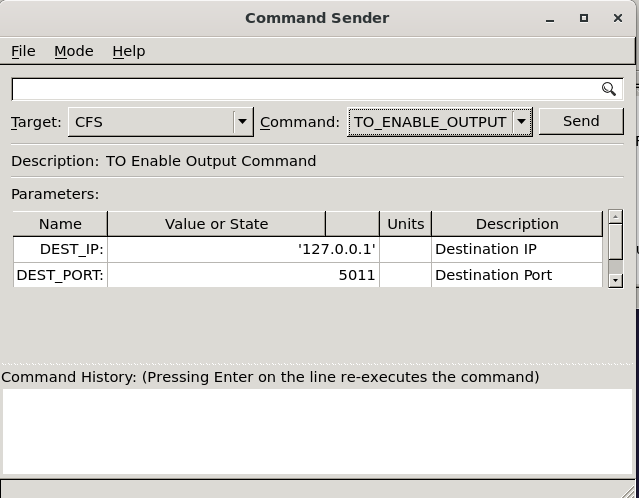 Command Sender
File Mode Help
Target: CFS Command: TO_ENABLE_OUTPUT Send
Description: TO Enable Output Command
Parameters:
Name Value or State Units Description
DEST_IP: '127.0.0.1' Destination IP
DEST_PORT: 5011 Destination Port
Command History: (Pressing Enter on the line re-executes the command)